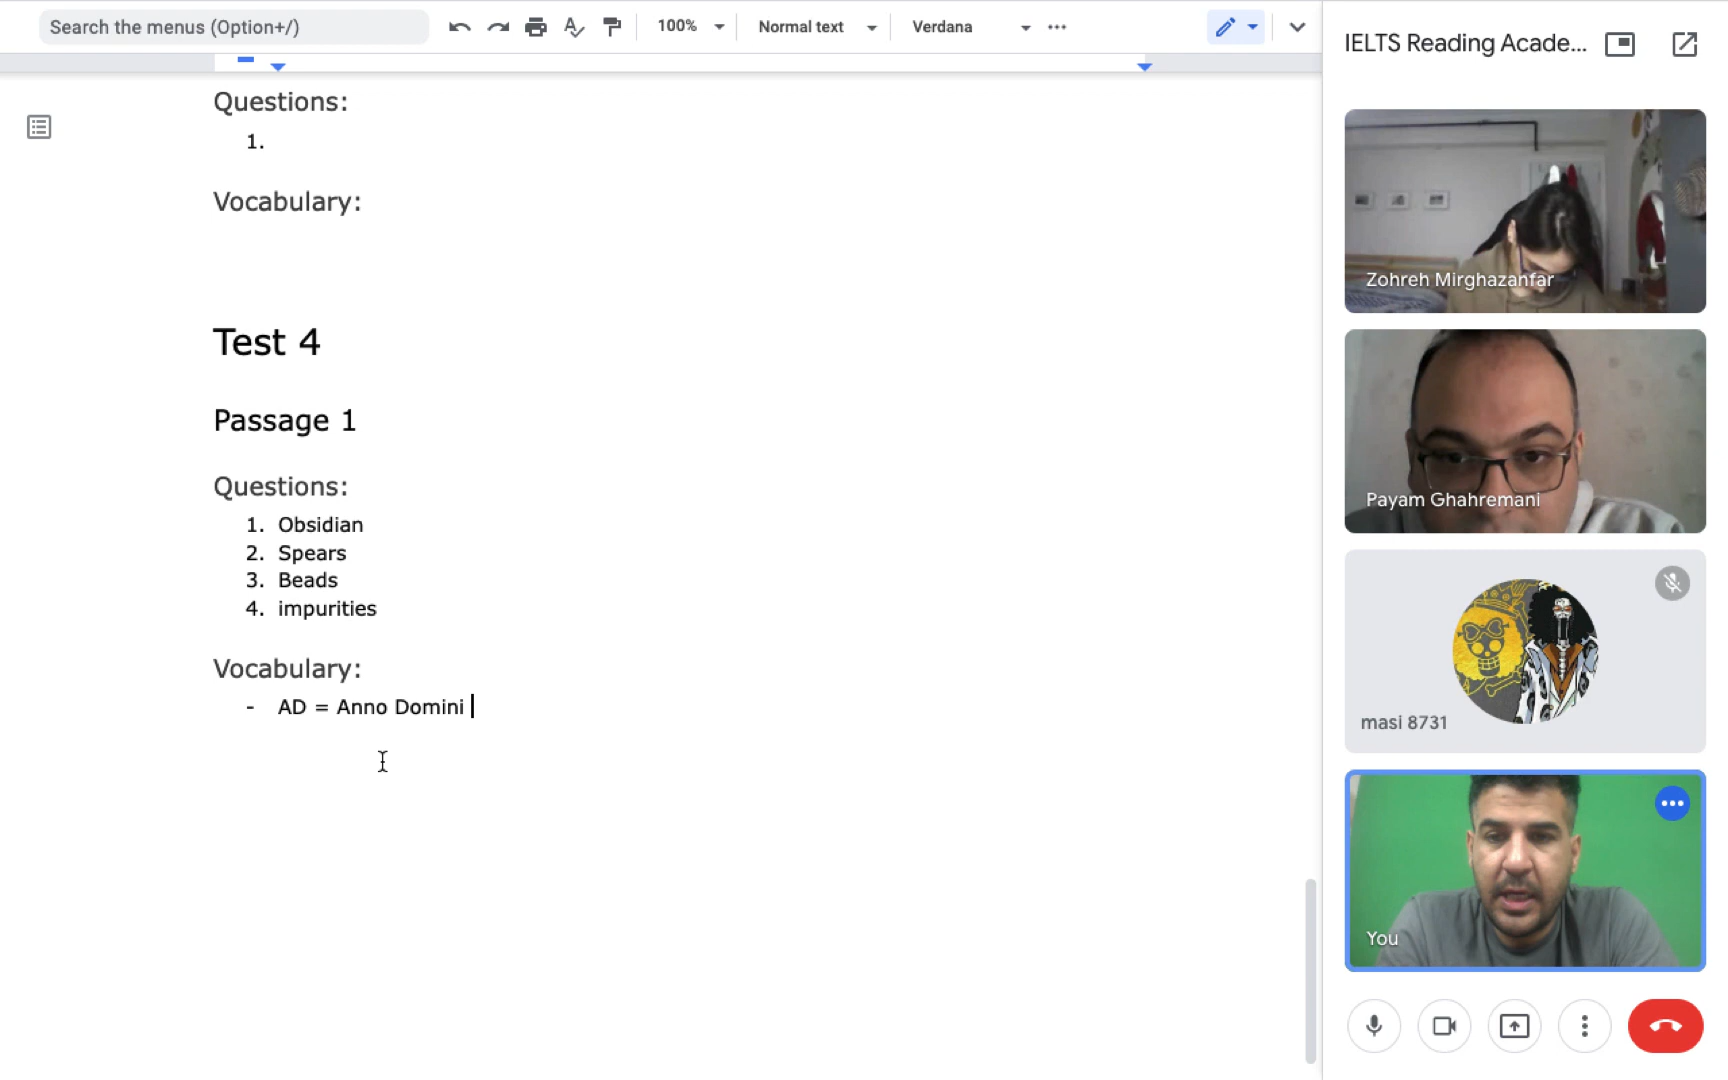 Search the menus (Option+/)
100%
Normal text
Verdana
IELTS Reading Acade...
Questions:
1.
Vocabulary:
Test 4
Passage 1
Questions:
1. Obsidian
2. Spears
3. Beads
4. impurities
Vocabulary:
- AD = Anno Domini
Zohreh Mirghazanfar
Payam Ghahremani
masi 8731
You